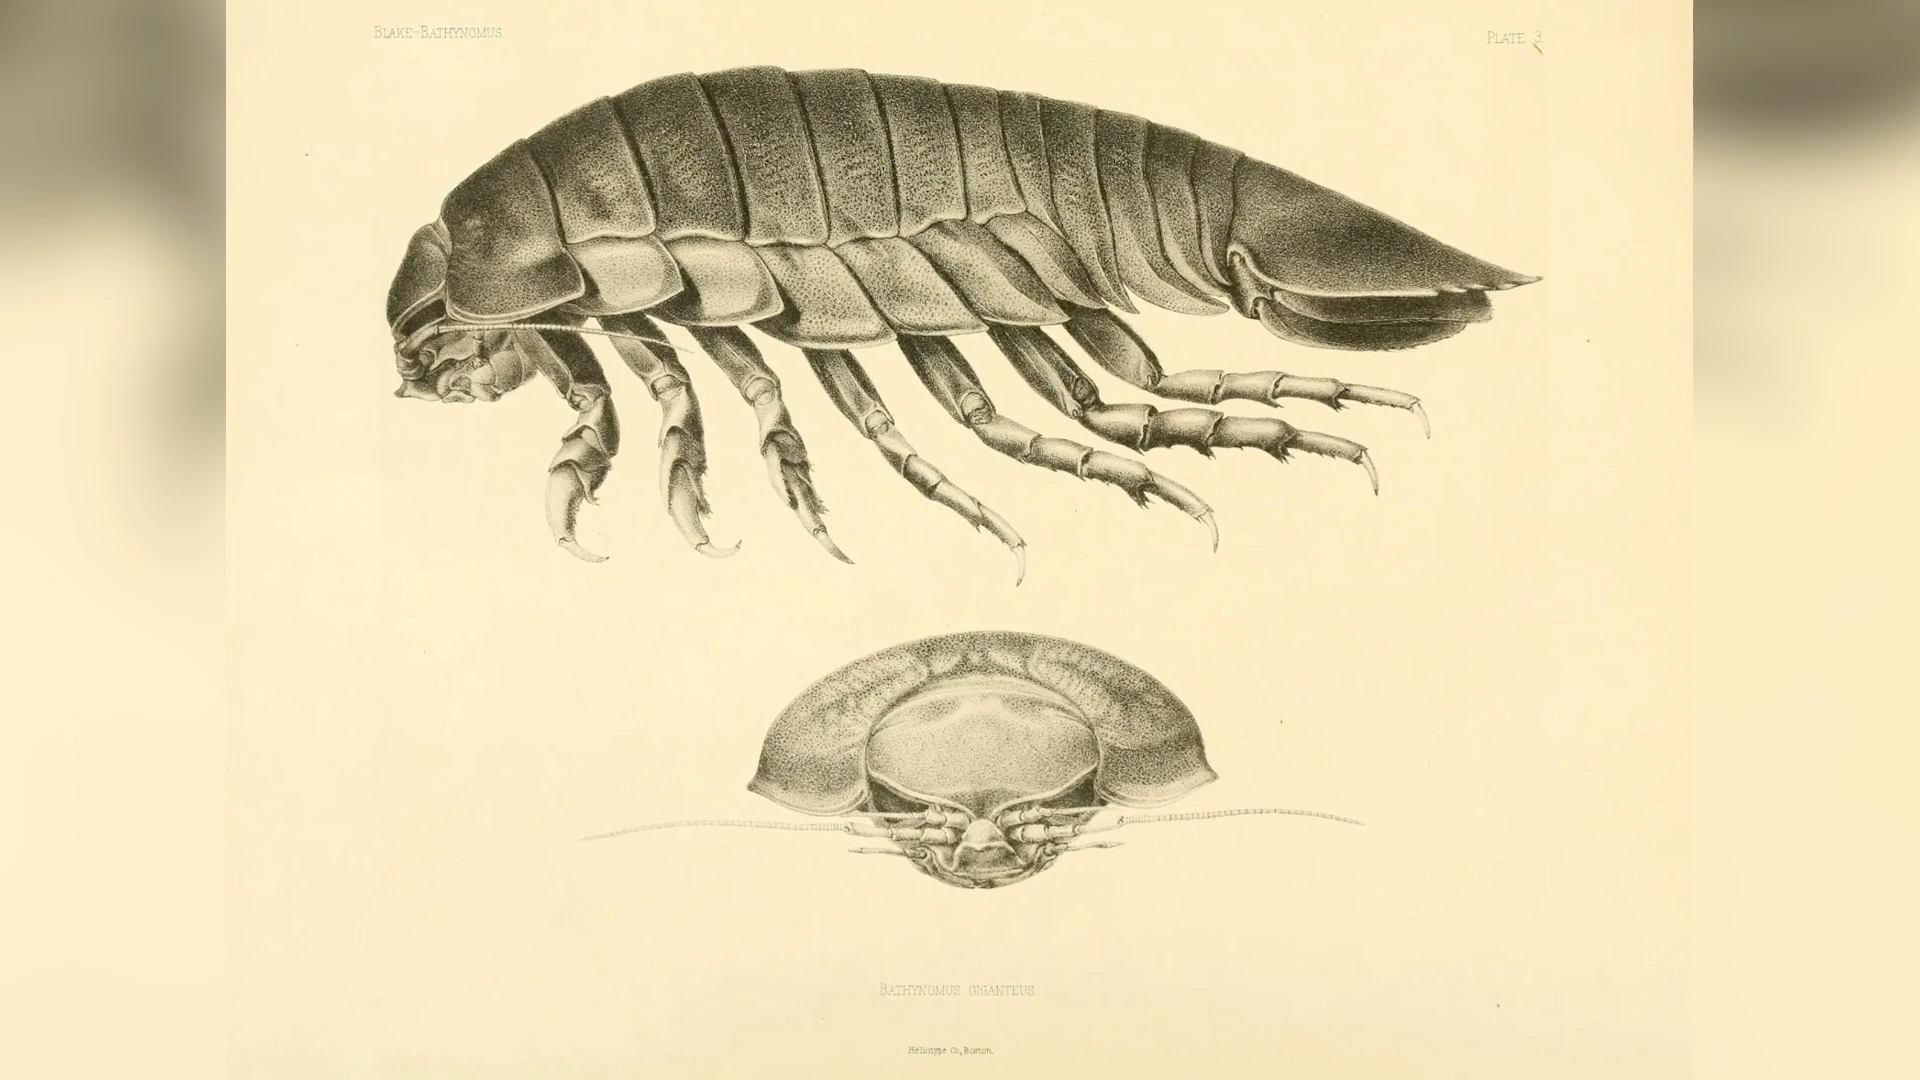 BLAKE-BATHYNOMUS.
PLATE 3.
BATHYNOMUS GIGANTEUS.
Heliotype Co, Boston.